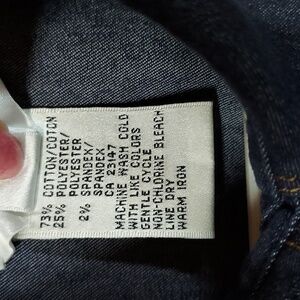 73% COTTON/COTON
25% POLYESTER/
POLYESTER
2% SPANDEX/
SPANDEX
CA 23147
MACHINE WASH COLD
WITH LIKE COLORS
GENTLE CYCLE
NON-CHLORINE BLEACH
LINE DRY
WARM IRON